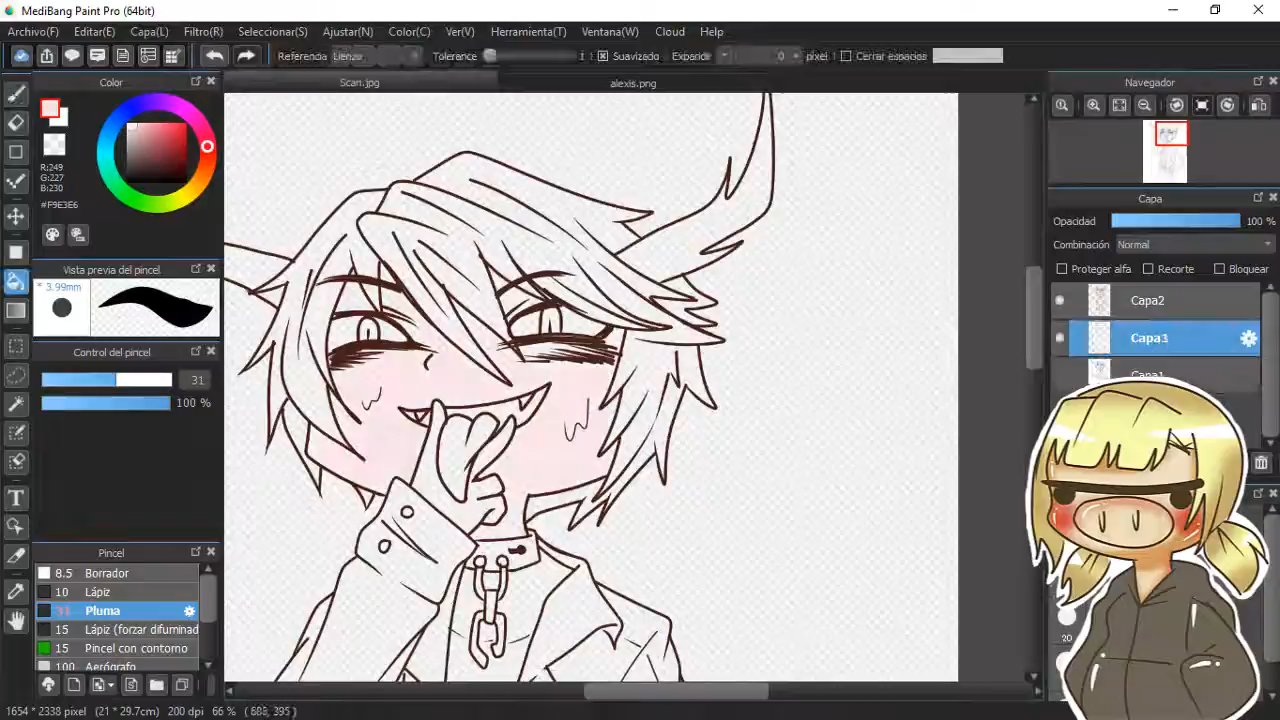 MediBang Paint Pro (64bit)
Archivo(F) Editar(E) Capa(L) Filtro(R) Seleccionar(S) Ajustar(N) Color(C) Ver(V) Herramienta(T) Ventana(W) Cloud Help
Referencia Lienzo Tolerance Suavizado Expandir 0 pixel Cerrar espacios
Color
Scan.jpg
alexis.png
Navegador
R:249
G:227
B:230
#F9E3E6
Capa
Opacidad 100 %
Combinación Normal
Proteger alfa Recorte Bloquear
Vista previa del pincel
3.99mm
Capa2
Capa1
Capa1
Control del pincel
31
100 %
Pincel
8.5 Borrador
10 Lápiz
31 Pluma
15 Lápiz (forzar difuminad
15 Pincel con contorno
100 Aerógrafo
20
1654 * 2338 pixel (21 * 29.7cm) 200 dpi 66 % ( 688, 395)